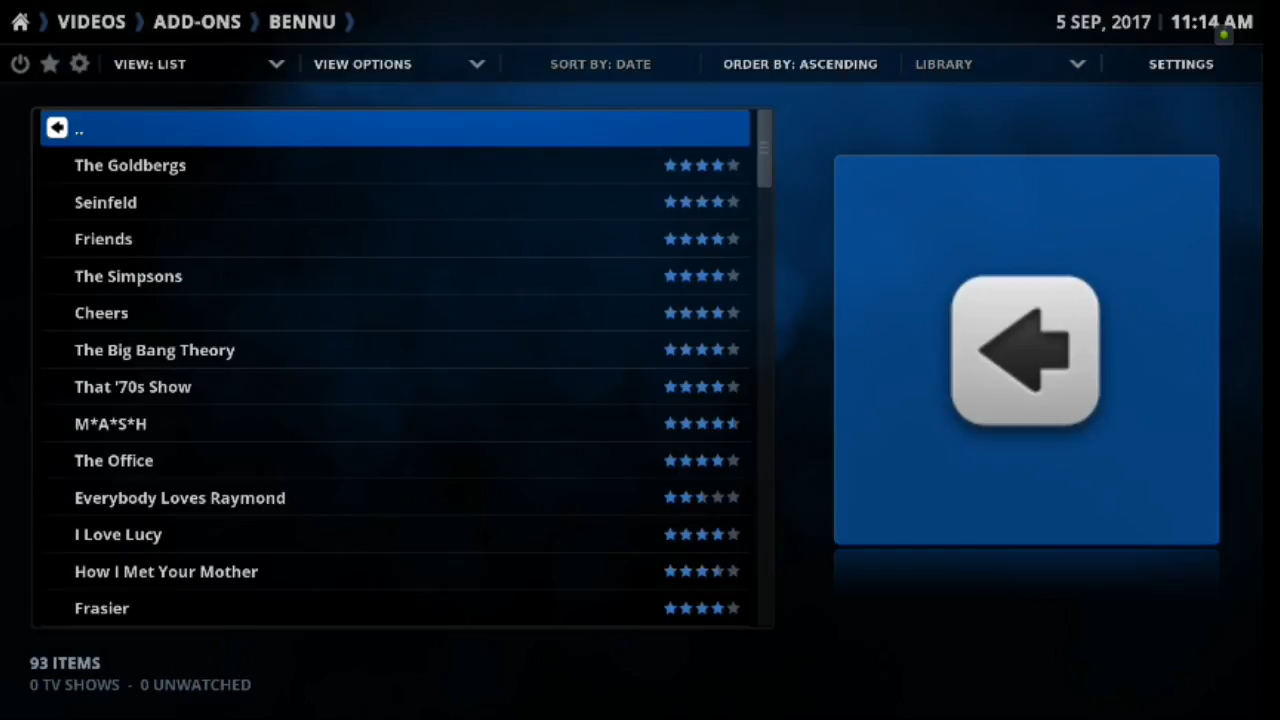 VIDEOS ADD-ONS BENNU 5 SEP, 2017 11:14 AM
VIEW: LIST VIEW OPTIONS SORT BY: DATE ORDER BY: ASCENDING LIBRARY SETTINGS
..
The Goldbergs
Seinfeld
Friends
The Simpsons
Cheers
The Big Bang Theory
That '70s Show
M*A*S*H
The Office
Everybody Loves Raymond
I Love Lucy
How I Met Your Mother
Frasier
93 ITEMS
0 TV SHOWS - 0 UNWATCHED